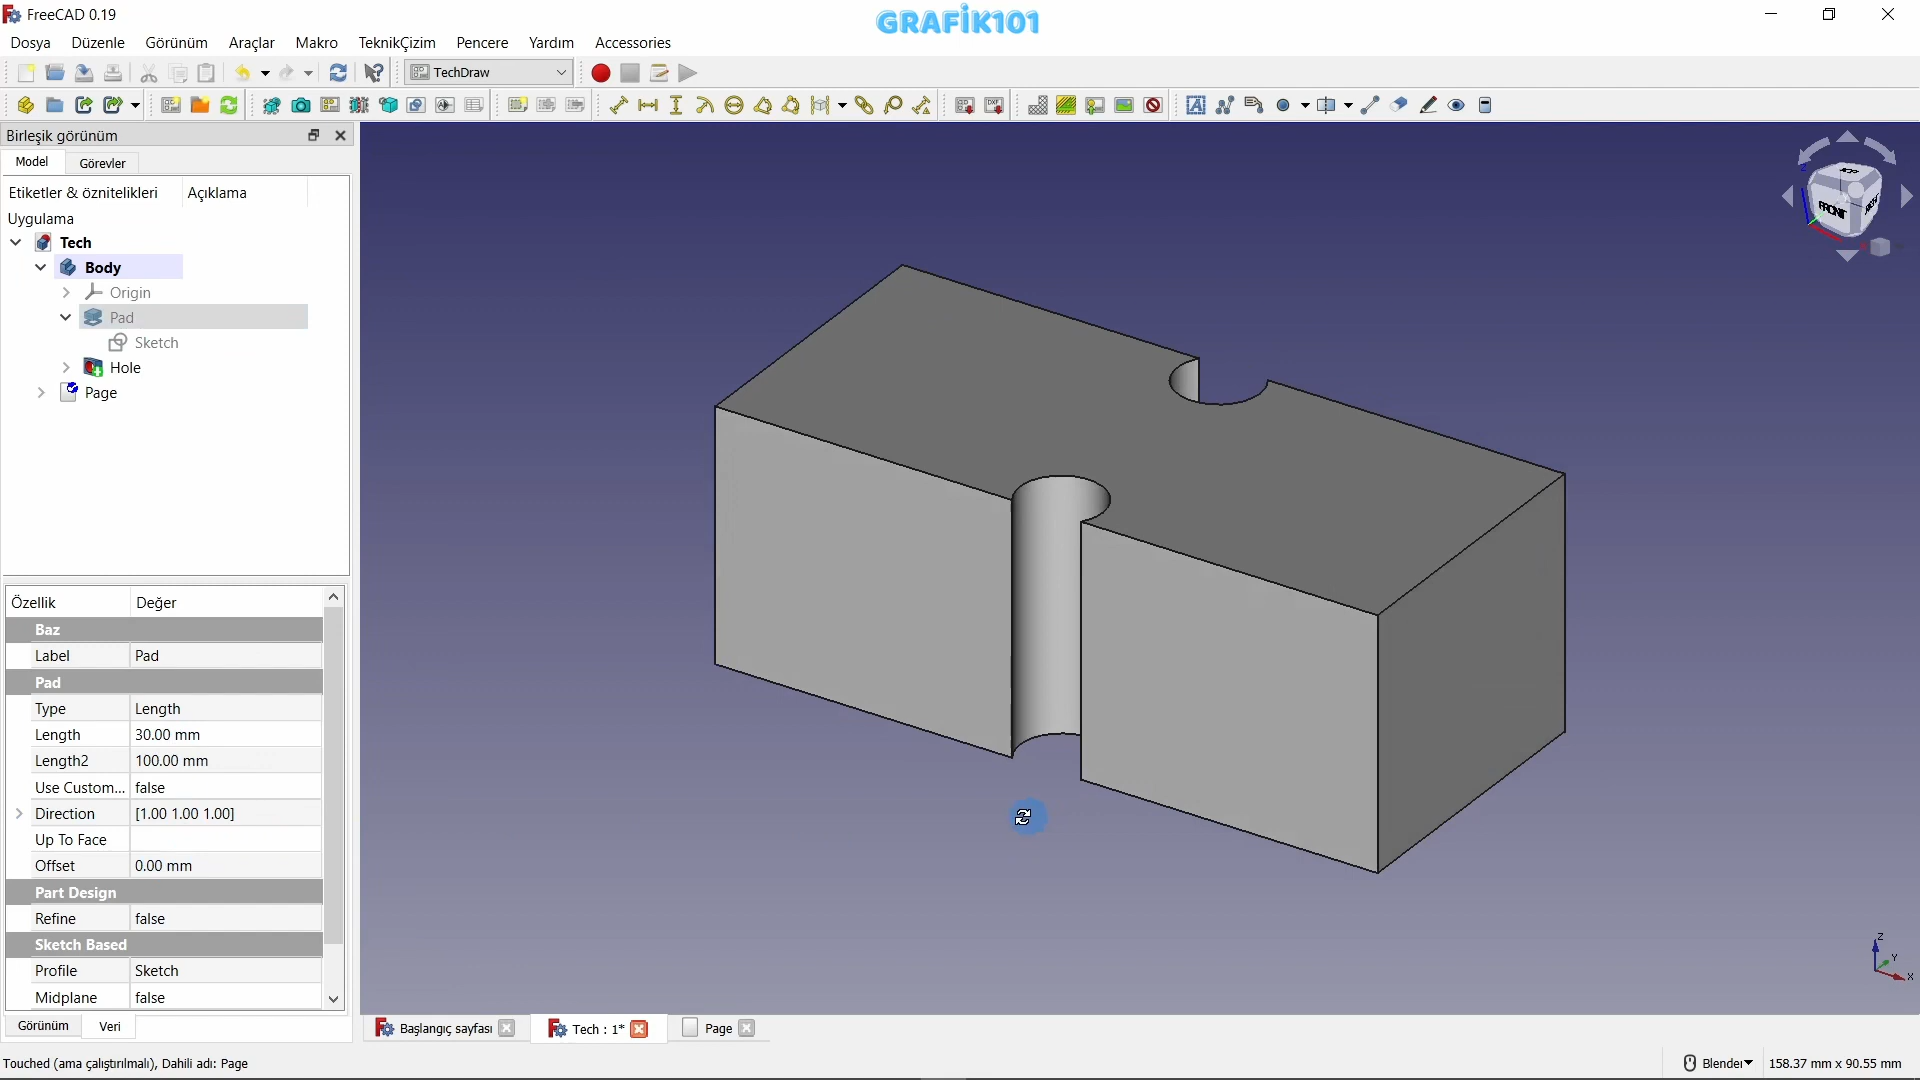 FreeCAD 0.19
GRAFİK101
Dosya Düzenle Görünüm Araçlar Makro TeknikÇizim Pencere Yardım Accessories
TechDraw
Birleşik görünüm
Model Görevler
Etiketler & öznitelikleri Açıklama
Uygulama
Tech
Body
Origin
Pad
Sketch
Hole
Page
FRONT
Özellik Değer
Baz
Label Pad
Pad
Type Length
Length 30.00 mm
Length2 100.00 mm
Use Custom... false
Direction [1.00 1.00 1.00]
Up To Face
Offset 0.00 mm
Part Design
Refine false
Sketch Based
Profile Sketch
Midplane false
Z
Y
X
Görünüm Veri
Başlangıç sayfası Tech : 1* Page
Touched (ama çalıştırılmalı), Dahili adı: Page
Blender 158.37 mm x 90.55 mm